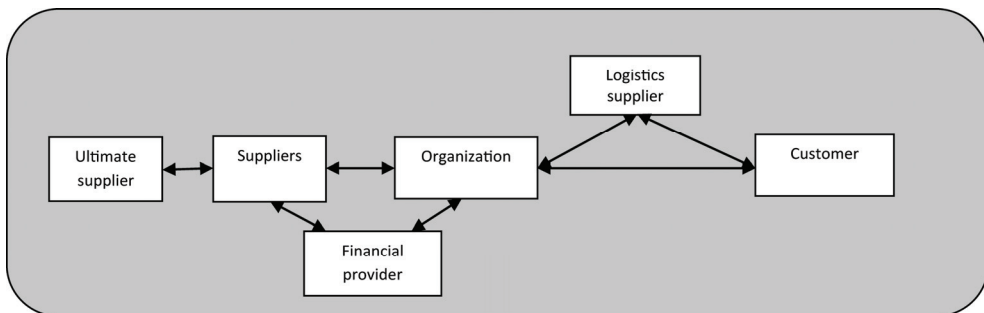 Logistics
supplier
Ultimate
supplier
Suppliers
Organization
Customer
Financial
provider